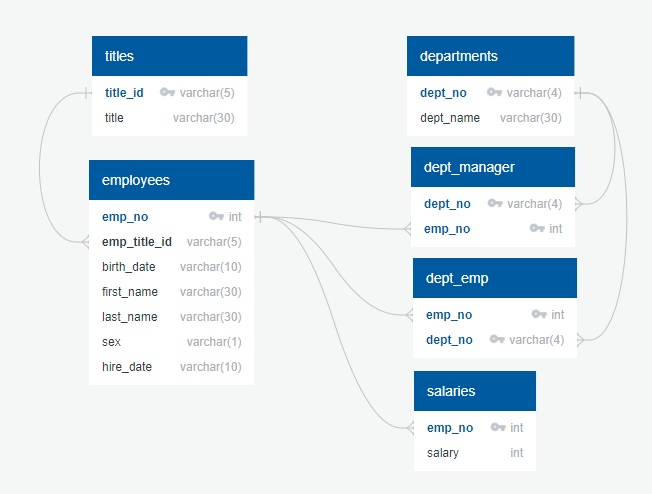 titles
title_id varchar(5)
title varchar(30)
employees
emp_no int
emp_title_id varchar(5)
birth_date varchar(10)
first_name varchar(30)
last_name varchar(30)
sex varchar(1)
hire_date varchar(10)
departments
dept_no varchar(4)
dept_name varchar(30)
dept_manager
dept_no varchar(4)
emp_no int
dept_emp
emp_no int
dept_no varchar(4)
salaries
emp_no int
salary int